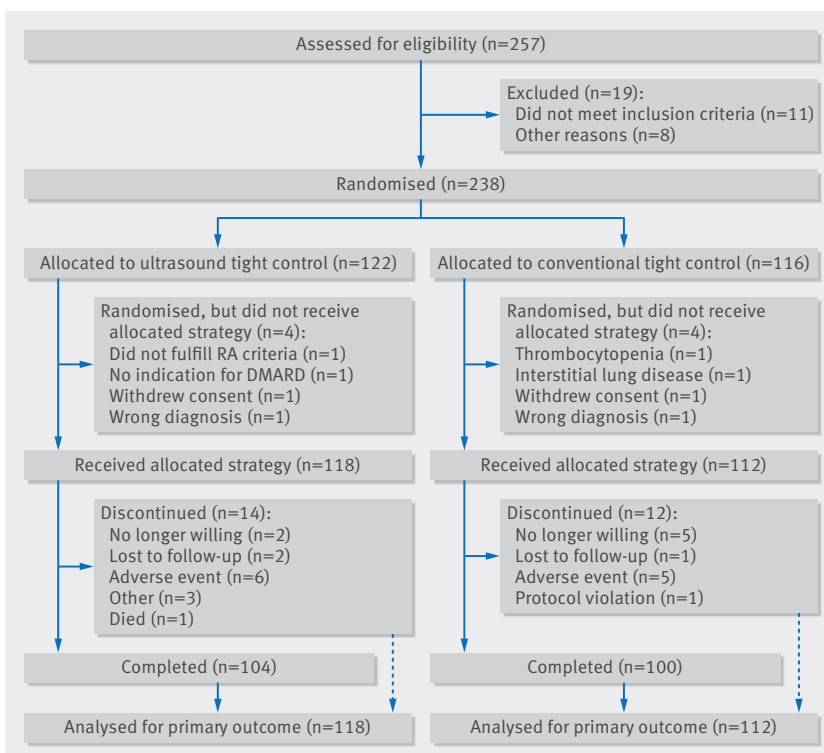 Assessed for eligibility (n=257)
Excluded (n=19):
Did not meet inclusion criteria (n=11)
Other reasons (n=8)
Randomised (n=238)
Allocated to ultrasound tight control (n=122)
Allocated to conventional tight control (n=116)
Randomised, but did not receive
allocated strategy (n=4):
Did not fulfill RA criteria (n=1)
No indication for DMARD (n=1)
Withdrew consent (n=1)
Wrong diagnosis (n=1)
Randomised, but did not receive
allocated strategy (n=4):
Thrombocytopenia (n=1)
Interstitial lung disease (n=1)
Withdrew consent (n=1)
Wrong diagnosis (n=1)
Received allocated strategy (n=118)
Received allocated strategy (n=112)
Discontinued (n=14):
No longer willing (n=2)
Lost to follow-up (n=2)
Adverse event (n=6)
Other (n=3)
Died (n=1)
Discontinued (n=12):
No longer willing (n=5)
Lost to follow-up (n=1)
Adverse event (n=5)
Protocol violation (n=1)
Completed (n=104)
Completed (n=100)
Analysed for primary outcome (n=118)
Analysed for primary outcome (n=112)